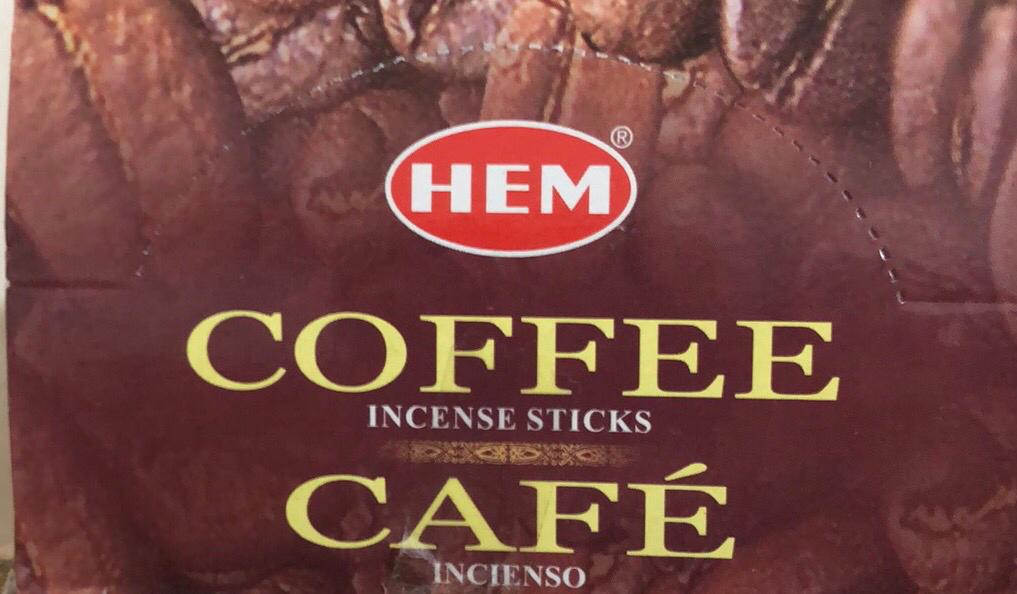 HEM®
COFFEE
INCENSE STICKS
CAFÉ
INCIENSO